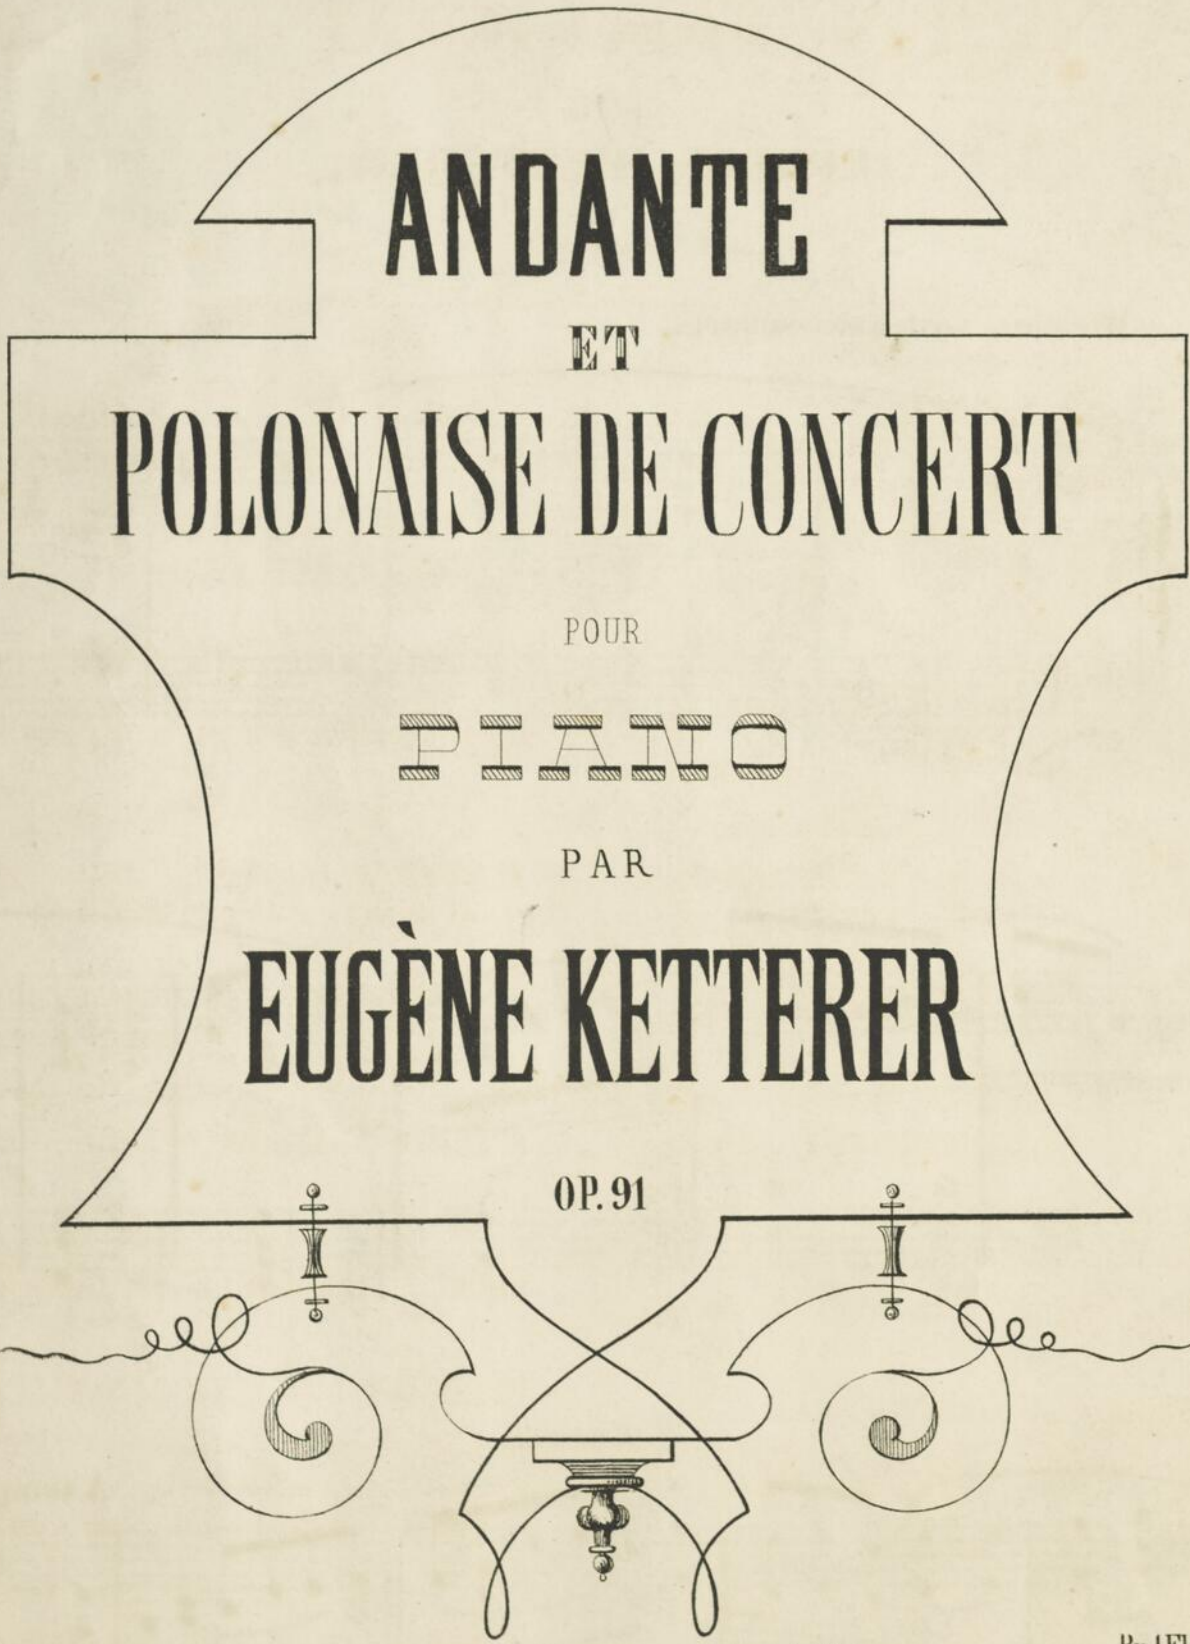 ANDANTE
ET
POLONAISE DE CONCERT
POUR
PIANO
PAR
EUGÈNE KETTERER
OP. 91